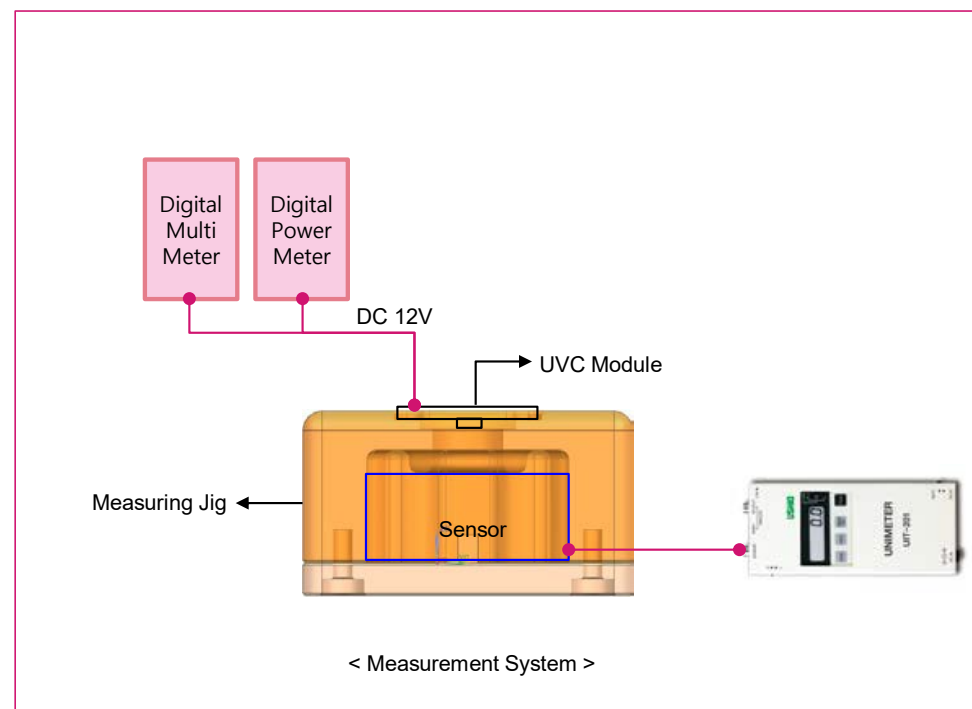 Digital
Multi
Meter
Digital
Power
Meter
DC 12V
UVC Module
Measuring Jig
Sensor
USHIO
0.0
UNIMETER
UIT-201
< Measurement System >